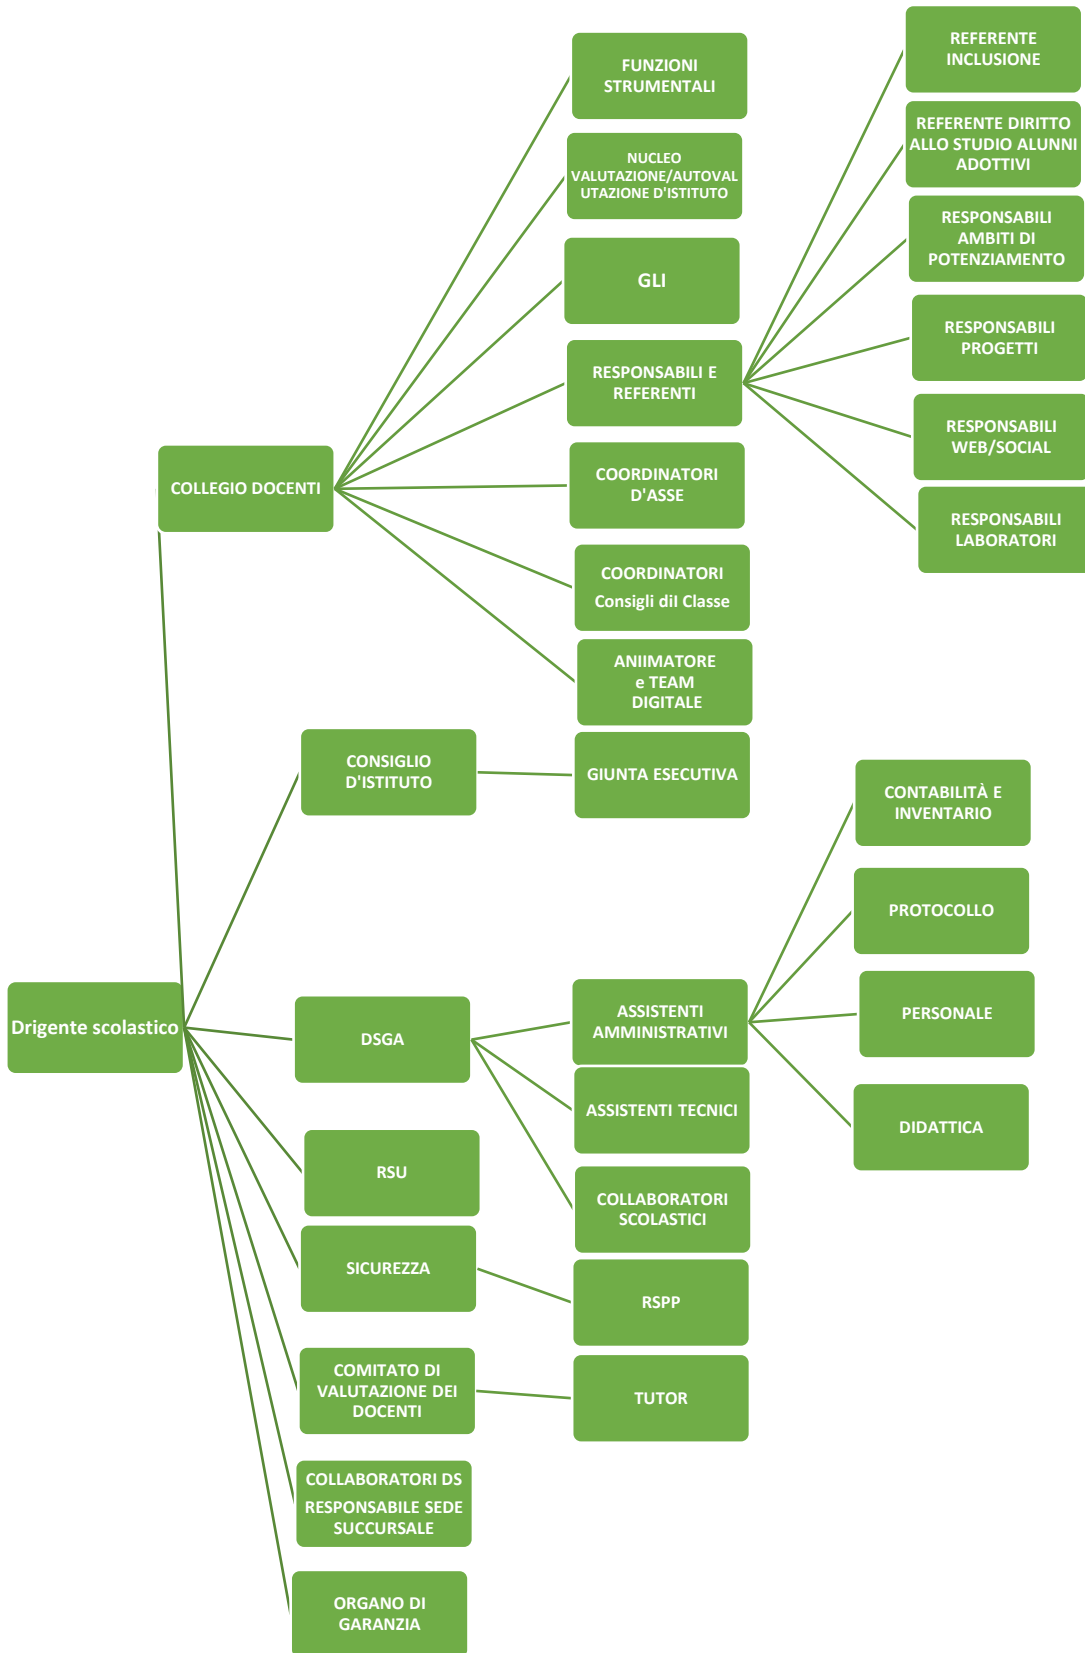 FUNZIONI
STRUMENTALI
NUCLEO
VALUTAZIONE/AUTOVAL
UTAZIONE D'ISTITUTO
GLI
RESPONSABILI E
REFERENTI
COORDINATORI
D'ASSE
COORDINATORI
Consigli diI Classe
ANIIMATORE
e TEAM
DIGITALE
REFERENTE
INCLUSIONE
REFERENTE DIRITTO
ALLO STUDIO ALUNNI
ADOTTIVI
RESPONSABILI
AMBITI DI
POTENZIAMENTO
RESPONSABILI
PROGETTI
RESPONSABILI
WEB/SOCIAL
RESPONSABILI
LABORATORI
COLLEGIO DOCENTI
CONSIGLIO
D'ISTITUTO
GIUNTA ESECUTIVA
Drigente scolastico
DSGA
ASSISTENTI
AMMINISTRATIVI
ASSISTENTI TECNICI
COLLABORATORI
SCOLASTICI
CONTABILITÀ E
INVENTARIO
PROTOCOLLO
PERSONALE
DIDATTICA
RSU
SICUREZZA
RSPP
COMITATO DI
VALUTAZIONE DEI
DOCENTI
TUTOR
COLLABORATORI DS
RESPONSABILE SEDE
SUCCURSALE
ORGANO DI
GARANZIA